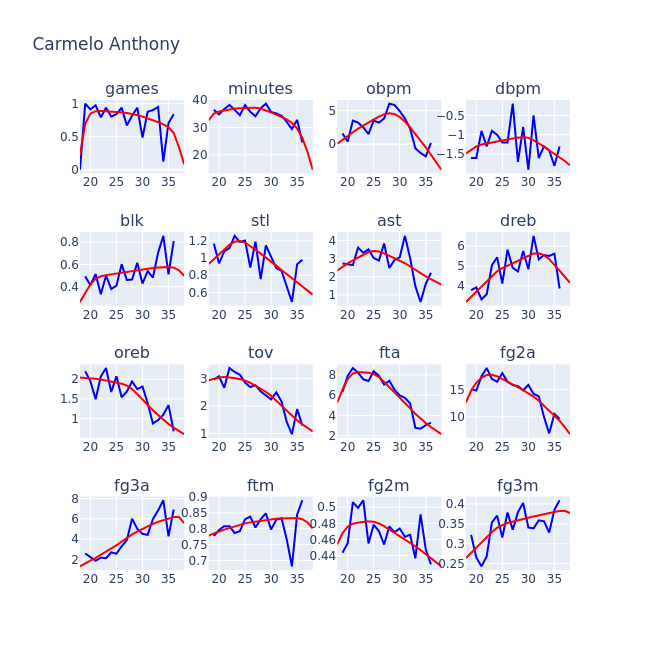 Carmelo Anthony
games minutes obpm dbpm
1 0.5 0 20 25 30 35
40 30 20 20 25 30 35
5 0 20 25 30 35
−0.5 −1 −1.5 20 25 30 35
blk stl ast dreb
0.8 0.6 0.4 20 25 30 35
1.2 1 0.8 0.6 20 25 30 35
4 3 2 1 20 25 30 35
6 5 4 20 25 30 35
oreb tov fta fg2a
2 1.5 1 20 25 30 35
3 2 1 20 25 30 35
8 6 4 2 20 25 30 35
15 10 20 25 30 35
fg3a ftm fg2m fg3m
8 6 4 2 20 25 30 35
0.9 0.85 0.8 0.75 0.7 20 25 30 35
0.5 0.48 0.46 0.44 20 25 30 35
0.4 0.35 0.3 0.25 20 25 30 35